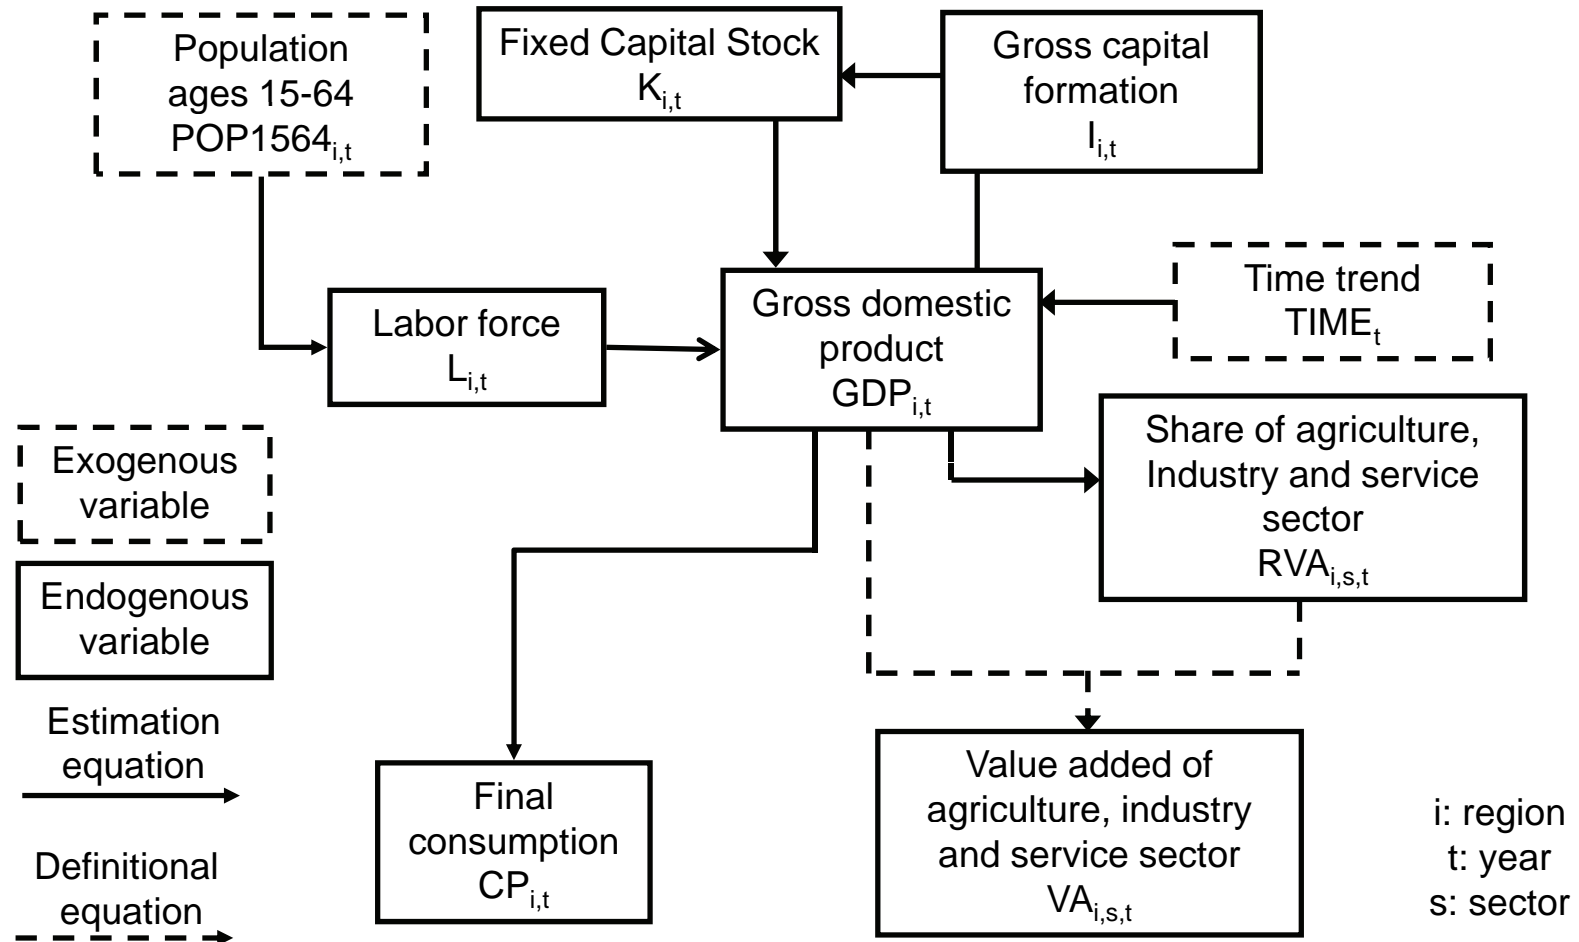 Population
ages 15-64
POP1564i,t
Fixed Capital Stock
Ki,t
Gross capital
formation
Ii,t
Labor force
Li,t
Gross domestic
product
GDPi,t
Time trend
TIMEt
Share of agriculture,
Industry and service
sector
RVAi,s,t
Exogenous
variable
Endogenous
variable
Estimation
equation
Definitional
equation
Final
consumption
CPi,t
Value added of
agriculture, industry
and service sector
VAi,s,t
i: region
t: year
s: sector